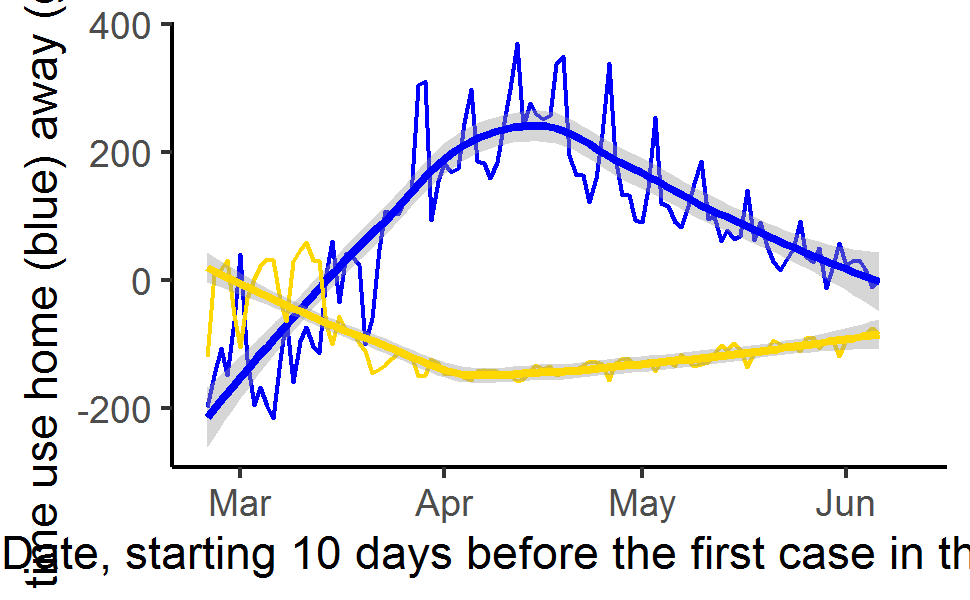 time use home (blue) away (
400
200
0
-200
Mar Apr May Jun
Date, starting 10 days before the first case in th